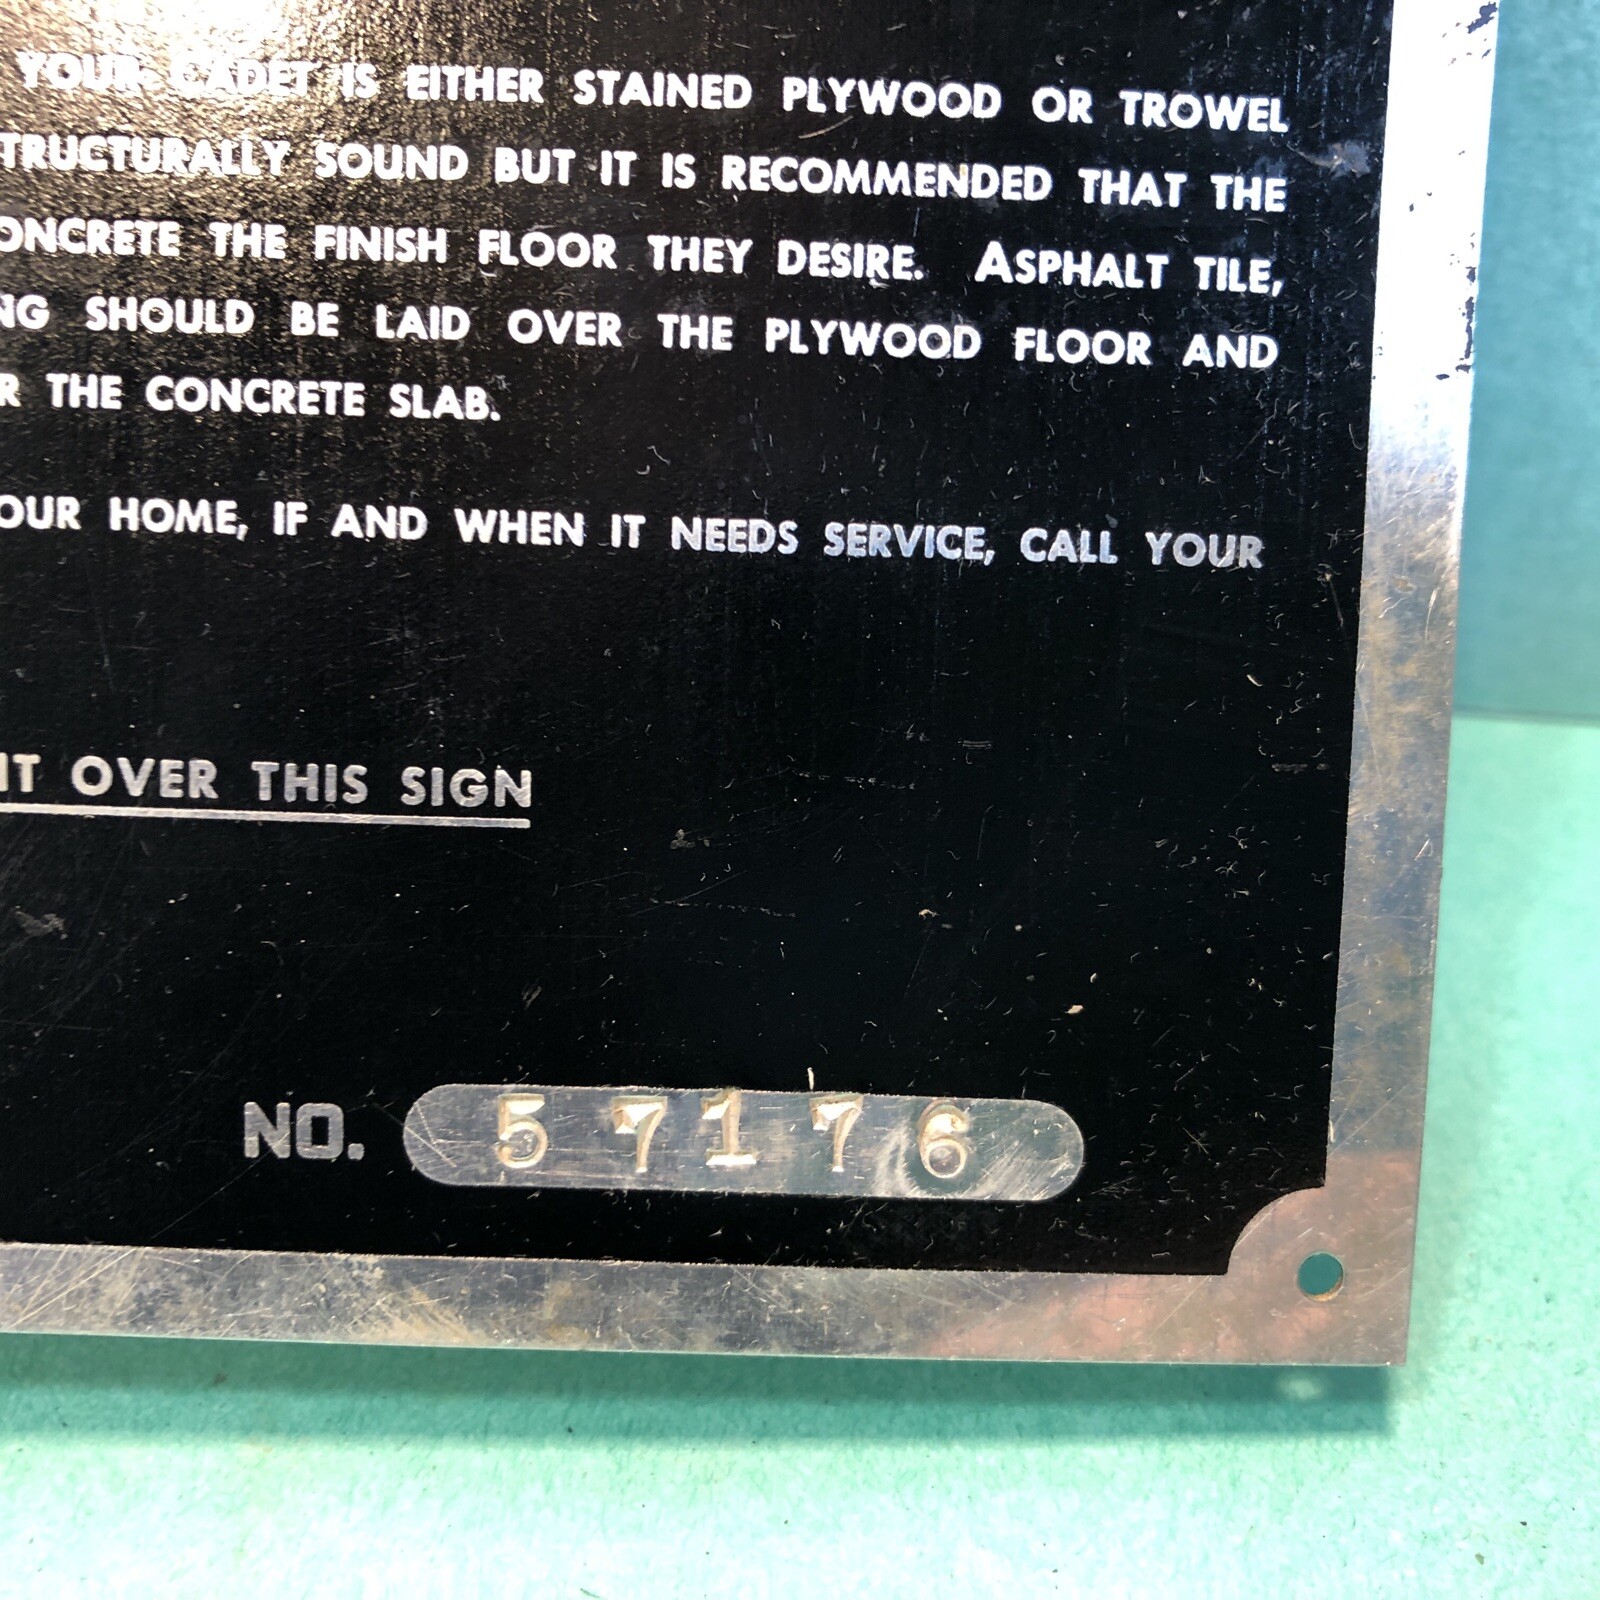 YOUR CADET IS EITHER STAINED PLYWOOD OR TROWEL
TRUCTURALLY SOUND BUT IT IS RECOMMENDED THAT THE
ONCRETE THE FINISH FLOOR THEY DESIRE. ASPHALT TILE,
NG SHOULD BE LAID OVER THE PLYWOOD FLOOR AND
R THE CONCRETE SLAB.
OUR HOME, IF AND WHEN IT NEEDS SERVICE, CALL YOUR
IT OVER THIS SIGN
NO. 57176